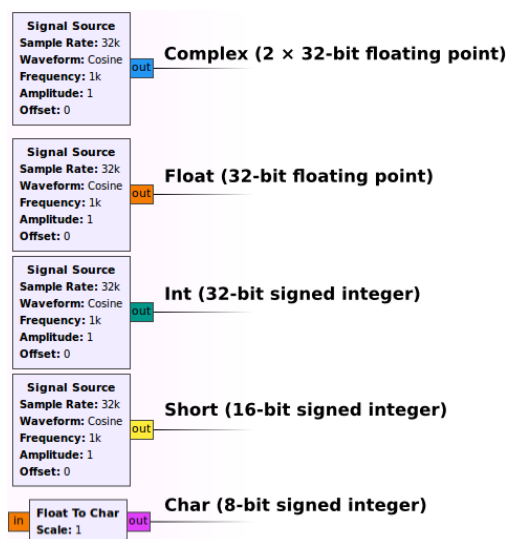 Signal Source
Sample Rate: 32k
Waveform: Cosine
Frequency: 1k
Amplitude: 1
Offset: 0
out
Complex (2 × 32-bit floating point)
Signal Source
Sample Rate: 32k
Waveform: Cosine
Frequency: 1k
Amplitude: 1
Offset: 0
out
Float (32-bit floating point)
Signal Source
Sample Rate: 32k
Waveform: Cosine
Frequency: 1k
Amplitude: 1
Offset: 0
out
Int (32-bit signed integer)
Signal Source
Sample Rate: 32k
Waveform: Cosine
Frequency: 1k
Amplitude: 1
Offset: 0
out
Short (16-bit signed integer)
in
Float To Char
Scale: 1
out
Char (8-bit signed integer)